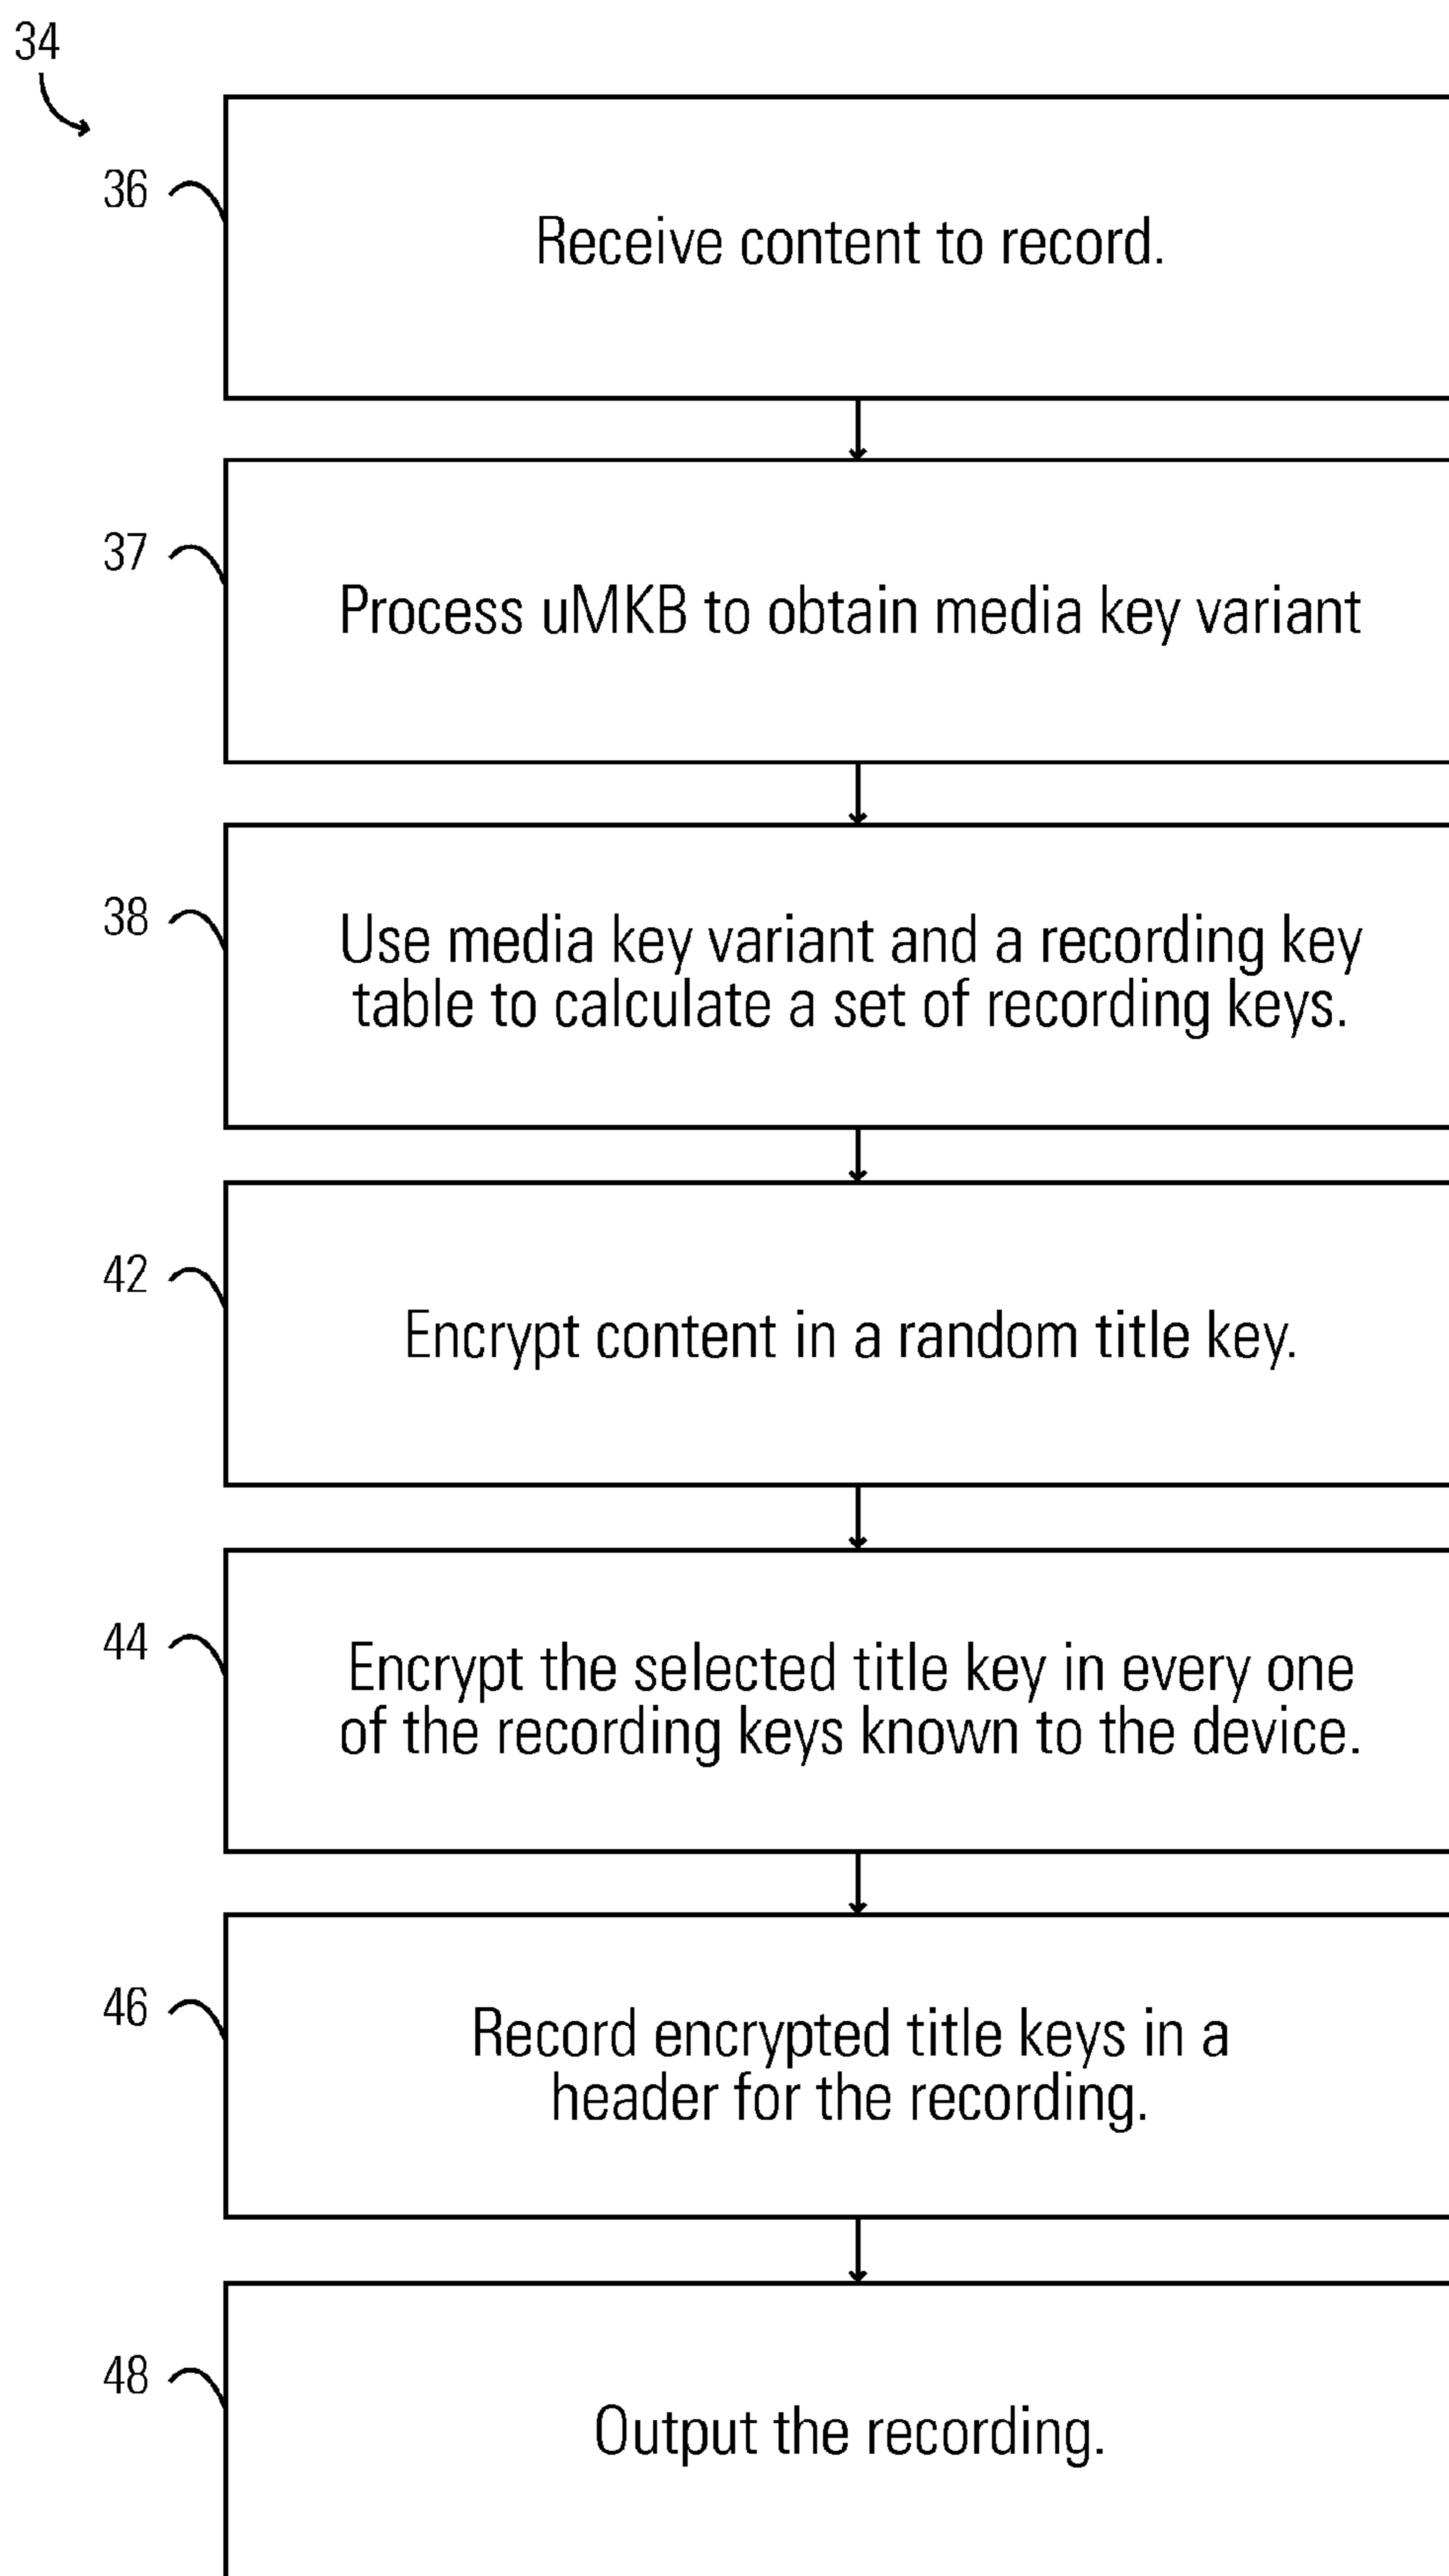 34
36
Receive content to record.
37
Process uMKB to obtain media key variant
38
Use media key variant and a recording key
table to calculate a set of recording keys.
42
Encrypt content in a random title key.
44
Encrypt the selected title key in every one
of the recording keys known to the device.
46
Record encrypted title keys in a
header for the recording.
48
Output the recording.